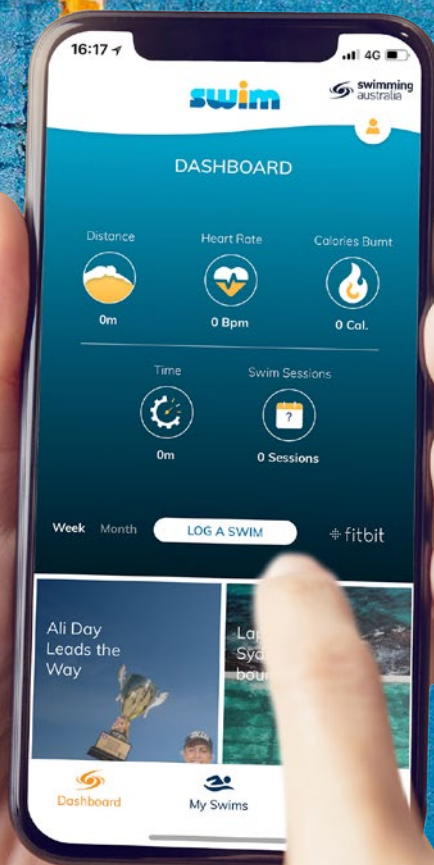 16:17
4G
swim
swimming
australia
DASHBOARD
Distance
Heart Rate
Calories Burnt
0m
0 Bpm
0 Cal.
Time
Swim Sessions
?
0m
0 Sessions
Week
Month
LOG A SWIM
fitbit
Ali Day
Leads the
Way
Dashboard
My Swims